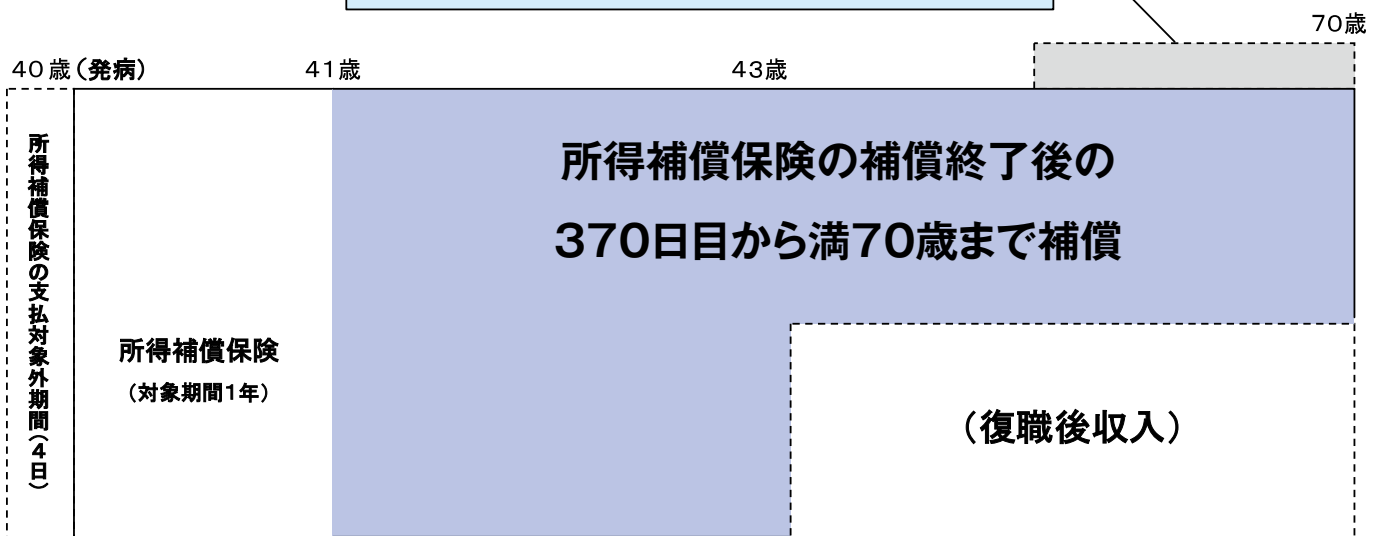 70歳
40歳(発病)
41歳
43歳
所得補償保険の支払対象外期間(4日)
所得補償保険の補償終了後の
370日目から満70歳まで補償
所得補償保険
(対象期間1年)
(復職後収入)